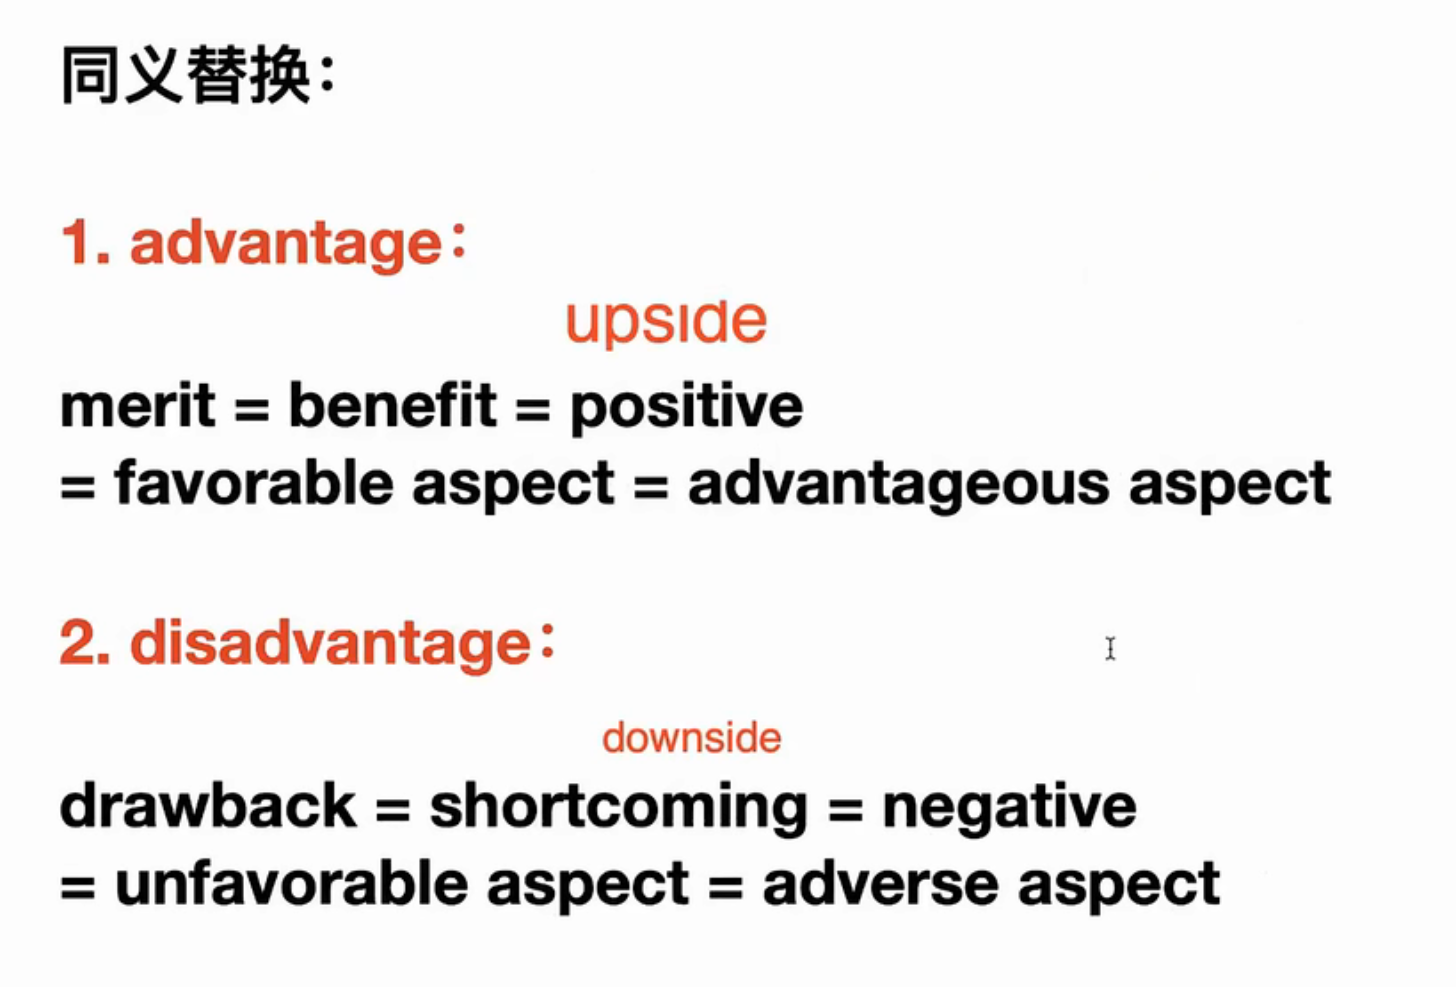 同义替换：
1. advantage：
upside
merit = benefit = positive
= favorable aspect = advantageous aspect
2. disadvantage：
downside
drawback = shortcoming = negative
= unfavorable aspect = adverse aspect